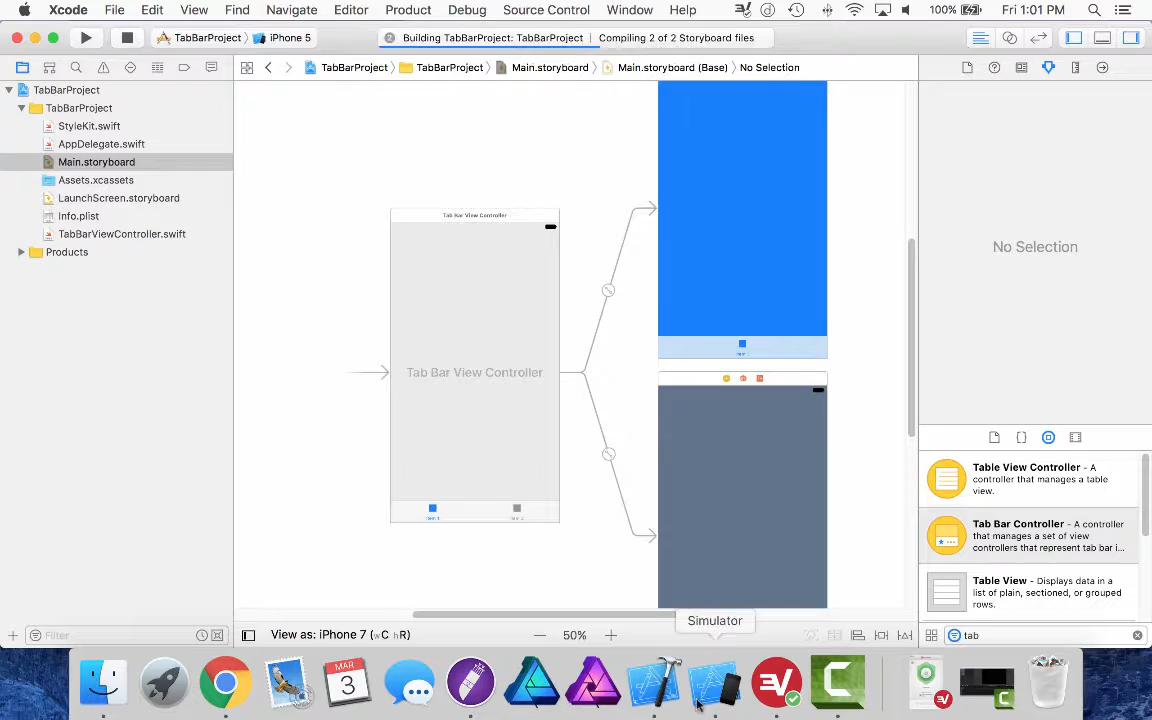 Xcode File Edit View Find Navigate Editor Product Debug Source Control Window Help 100% Fri 1:01 PM
TabBarProject iPhone 5 2 Building TabBarProject: TabBarProject Compiling 2 of 2 Storyboard files
TabBarProject TabBarProject Main.storyboard Main.storyboard (Base) No Selection
TabBarProject
TabBarProject
StyleKit.swift
AppDelegate.swift
Main.storyboard
Assets.xcassets
LaunchScreen.storyboard
Info.plist
TabBarViewController.swift
Products
Tab Bar View Controller
Tab Bar View Controller
Item 1
No Selection
Table View Controller - A
controller that manages a table
view.
Tab Bar Controller - A controller
that manages a set of view
controllers that represent tab bar i...
Table View - Displays data in a
list of plain, sectioned, or grouped
rows.
Simulator
Filter
View as: iPhone 7 (wC hR)
50%
tab
MAR
3